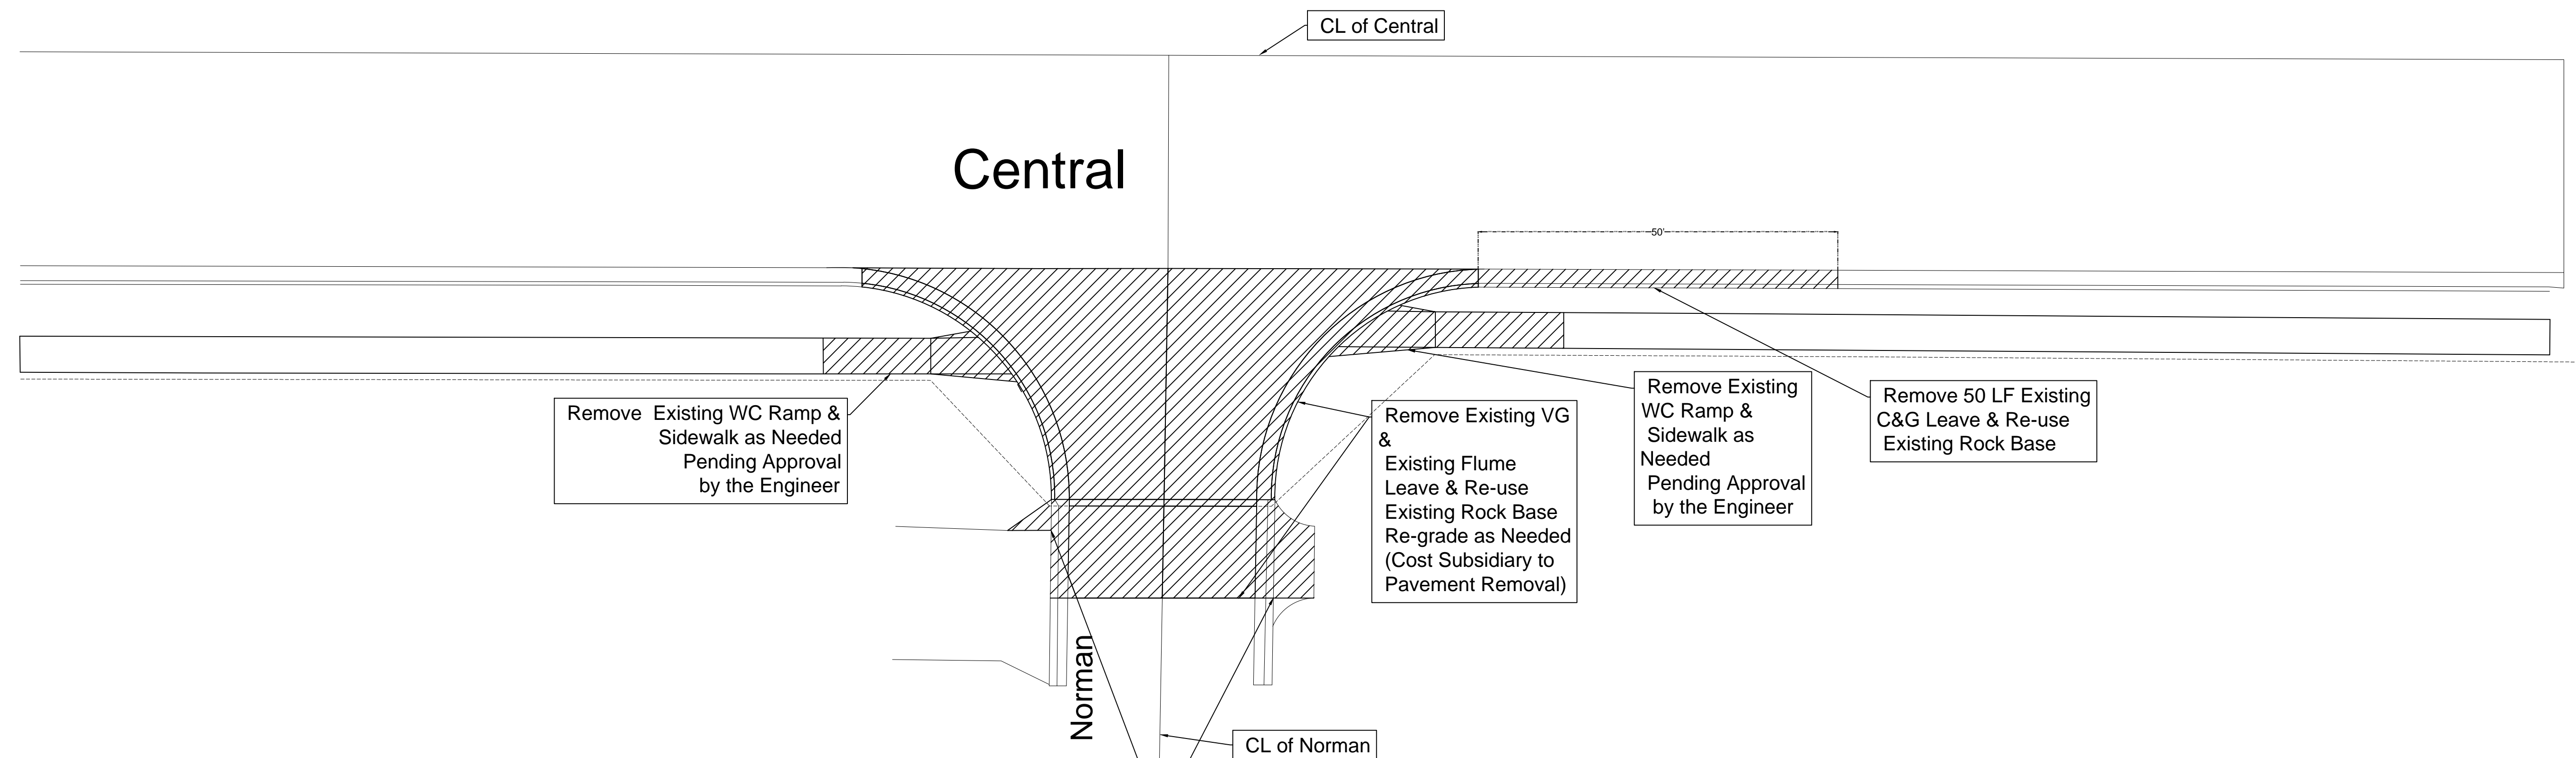 CL of Central
Central
50'
Remove Existing WC Ramp &
Sidewalk as Needed
Pending Approval
by the Engineer
Remove Existing VG
&
Existing Flume
Leave & Re-use
Existing Rock Base
Re-grade as Needed
(Cost Subsidiary to
Pavement Removal)
Remove Existing
WC Ramp &
Sidewalk as
Needed
Pending Approval
by the Engineer
Remove 50 LF Existing
C&G Leave & Re-use
Existing Rock Base
Norman
CL of Norman